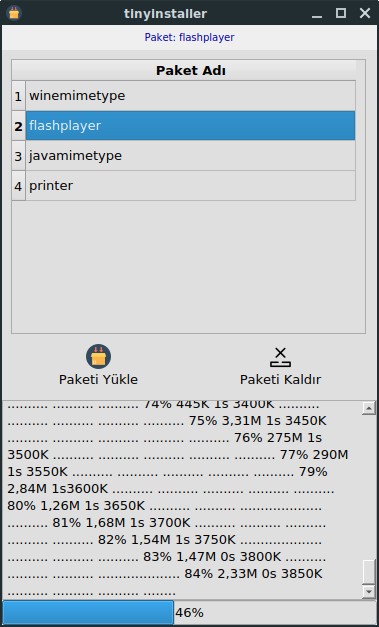 tinyinstaller
Paket: flashplayer
Paket Adı
1 winemimetype
2 flashplayer
3 javamimetype
4 printer
Paketi Yükle
Paketi Kaldır
.......... .......... .......... 74% 445K 1s 3400K ..........
.......... .......... .......... .......... 75% 3,31M 1s 3450K
.......... .......... .......... .......... .......... 76% 275M 1s
3500K .......... .......... .......... .......... .......... 77% 290M
1s 3550K .......... .......... .......... .......... .......... 79%
2,84M 1s3600K .......... .......... .......... .......... ..........
80% 1,26M 1s 3650K .......... .......... ....................
.......... 81% 1,68M 1s 3700K .......... .......... ..........
.......... .......... 82% 1,54M 1s 3750K ....................
.......... .......... .......... 83% 1,47M 0s 3800K ..........
.......... .......... .................... 84% 2,33M 0s 3850K
.......... .......... .......... ........
46%